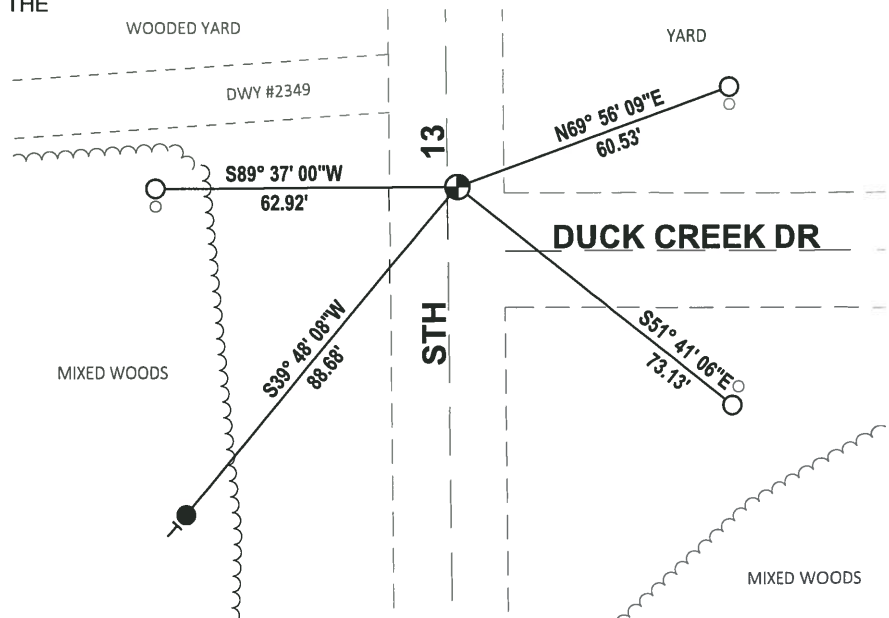 THE
WOODED YARD
YARD
DWY #2349
N69° 56' 09"E
60.53'
13
S89° 37' 00"W
62.92'
DUCK CREEK DR
STH
S39° 48' 08"W
88.68'
S51° 41' 06"E
73.13'
MIXED WOODS
MIXED WOODS